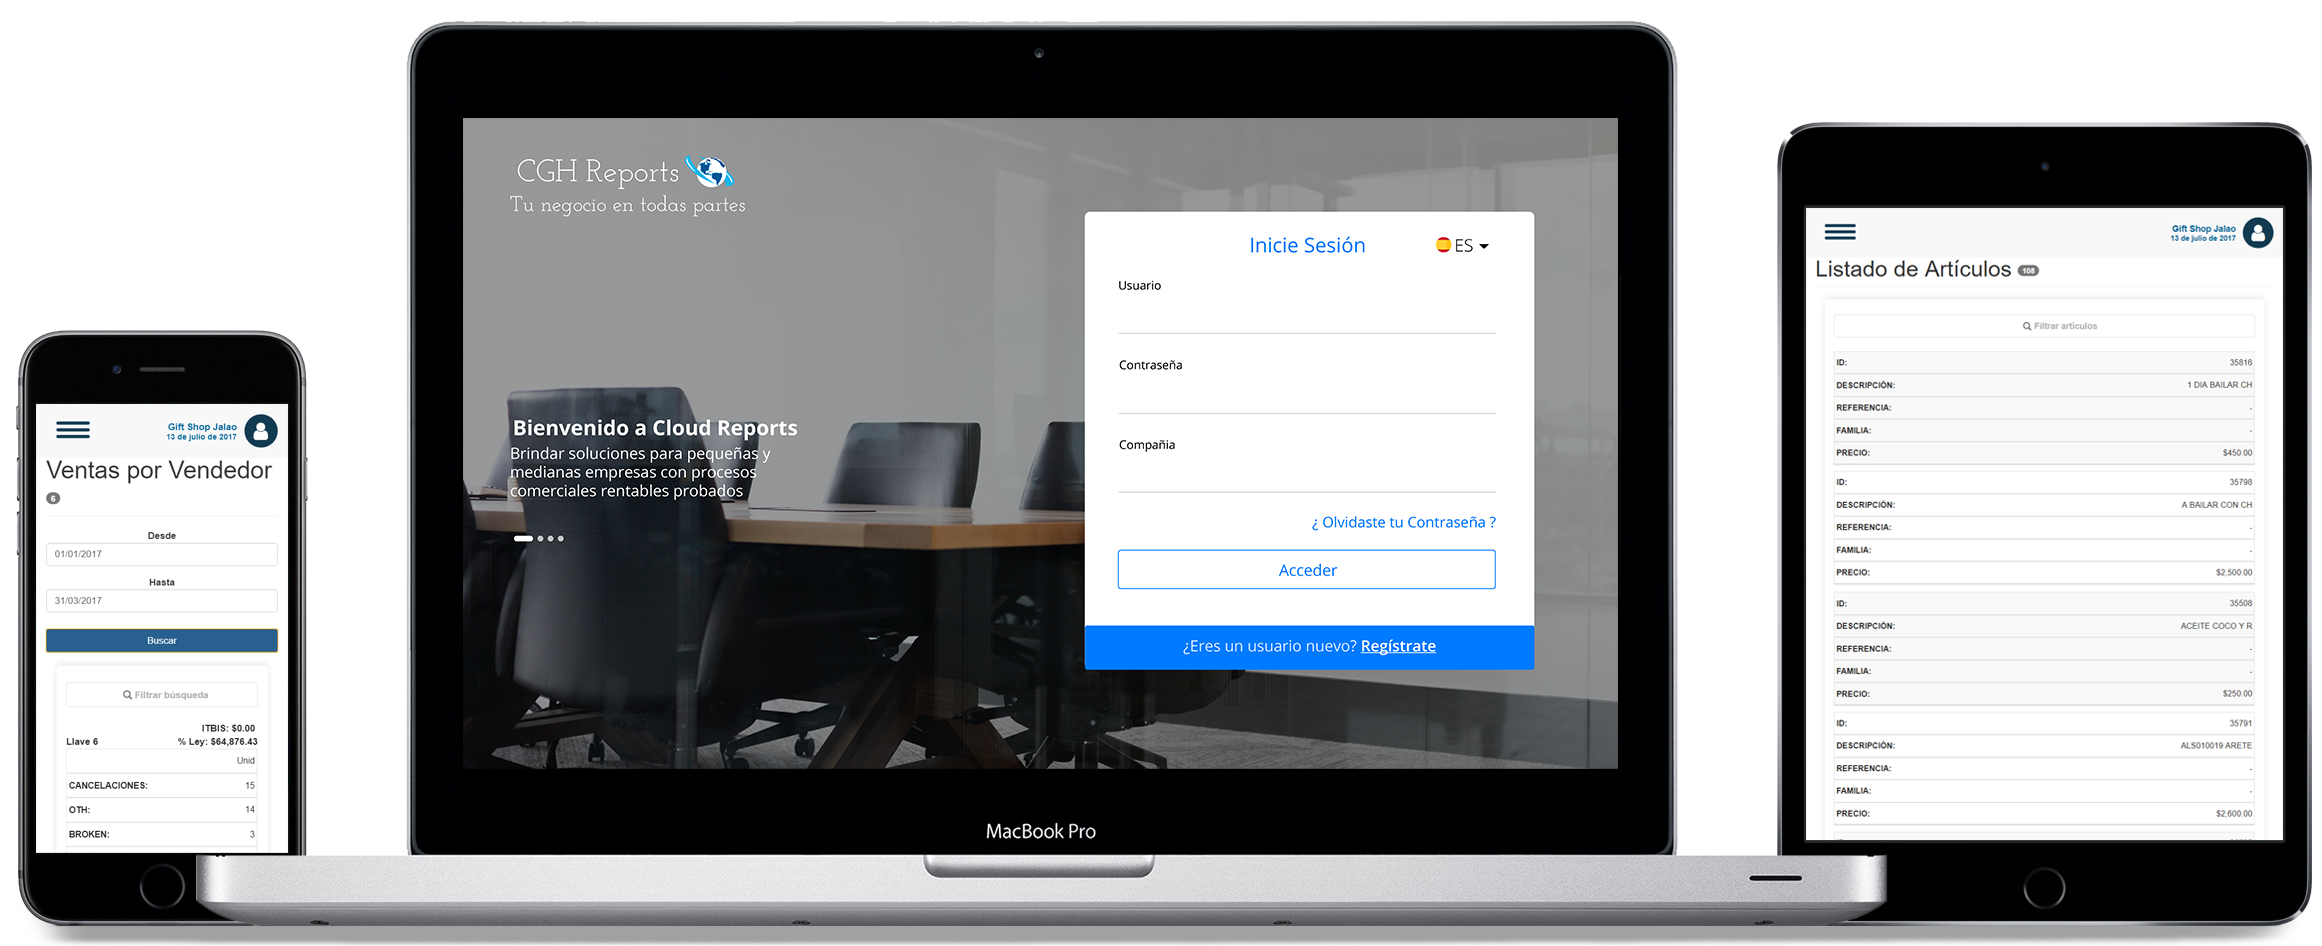 Gift Shop Jalao
13 de julio de 2017
Ventas por Vendedor
6
Desde
01/01/2017
Hasta
31/03/2017
Buscar
Filtrar búsqueda
ITBIS: $0.00
Llave 6 % Ley: $64,876.43
Unid
CANCELACIONES: 15
OTH: 14
BROKEN: 3
CGH Reports
Tu negocio en todas partes
Bienvenido a Cloud Reports
Brindar soluciones para pequeñas y
medianas empresas con procesos
comerciales rentables probados
Inicie Sesión
ES
Usuario
Contraseña
Compañia
¿ Olvidaste tu Contraseña ?
Acceder
¿Eres un usuario nuevo? Regístrate
MacBook Pro
Gift Shop Jalao
13 de julio de 2017
Listado de Artículos 108
Filtrar articulos
ID: 35816
DESCRIPCIÓN: 1 DIA BAILAR CH
REFERENCIA: -
FAMILIA: -
PRECIO: $450.00
ID: 35798
DESCRIPCIÓN: A BAILAR CON CH
REFERENCIA: -
FAMILIA: -
PRECIO: $2,500.00
ID: 35508
DESCRIPCIÓN: ACEITE COCO Y R
REFERENCIA: -
FAMILIA: -
PRECIO: $250.00
ID: 35791
DESCRIPCIÓN: ALS010019 ARETE
REFERENCIA: -
FAMILIA: -
PRECIO: $2,600.00